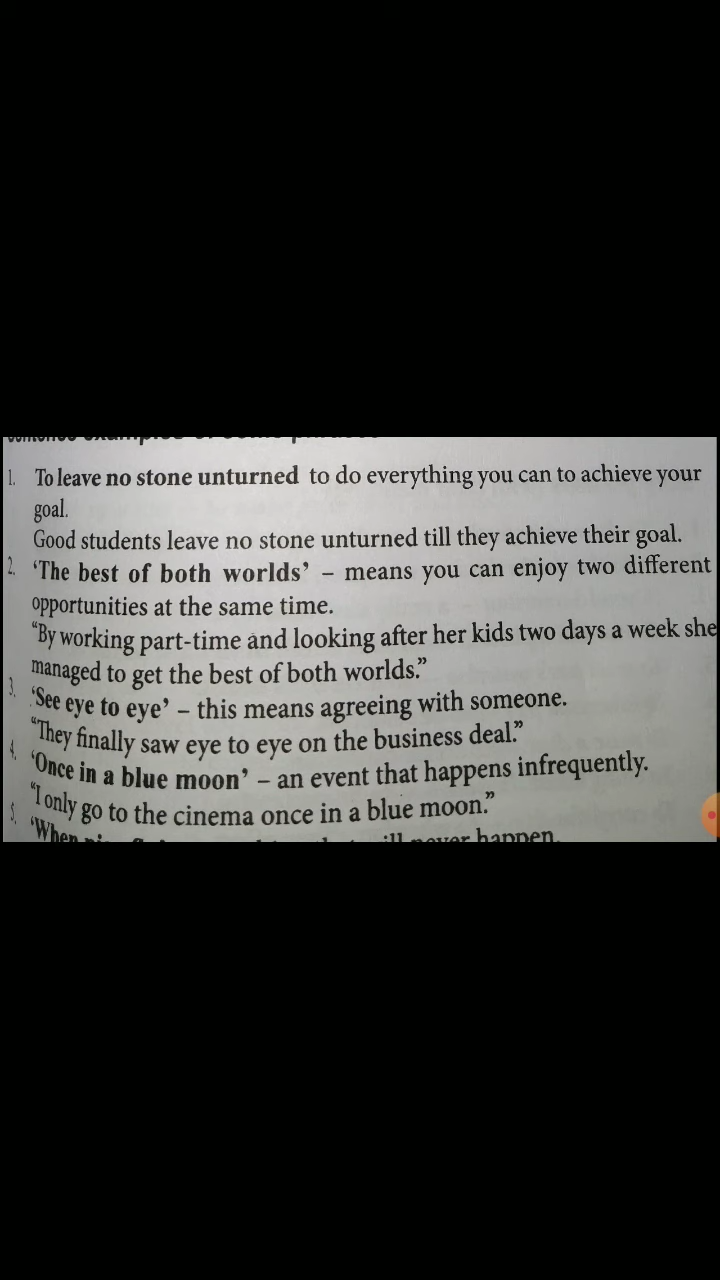 1. To leave no stone unturned to do everything you can to achieve your
goal.
Good students leave no stone unturned till they achieve their goal.
2. ‘The best of both worlds’ – means you can enjoy two different
opportunities at the same time.
“By working part-time and looking after her kids two days a week she
managed to get the best of both worlds.”
3. ‘See eye to eye’ – this means agreeing with someone.
“They finally saw eye to eye on the business deal.”
4. ‘Once in a blue moon’ – an event that happens infrequently.
“I only go to the cinema once in a blue moon.”
5. ‘When never happen.